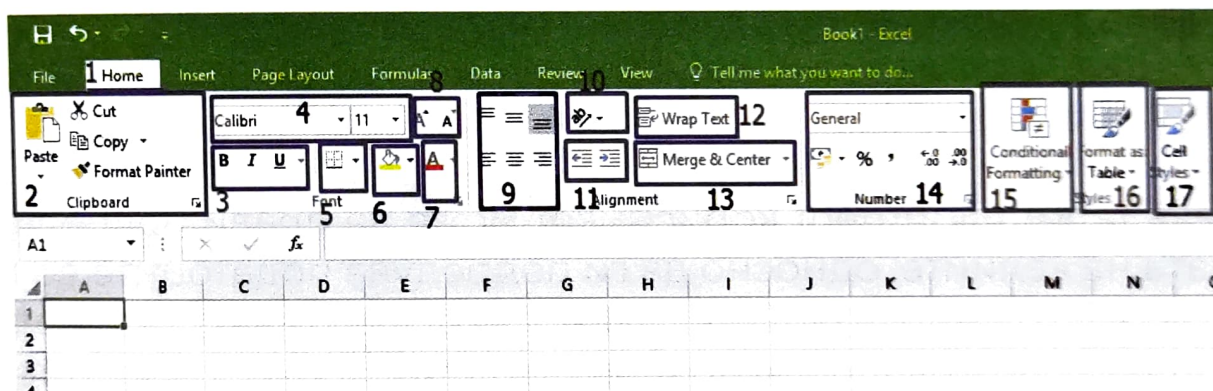 Book1 - Excel
File 1 Home Insert Page Layout Formulas Data Review View Tell me what you want to do...
8 10
Cut
Copy
Format Painter
Paste
2 Clipboard
Calibri 4 11 A A
B I U A
3 Font
5 6 7
9
Wrap Text 12
Merge & Center
11 Alignment 13
General
% , .00 .00
Number 14
Conditional
Formatting
15
Format as
Table
Styles 16
Cell
Styles
17
A1 fx
A B C D E F G H I J K L M N
1
2
3
4